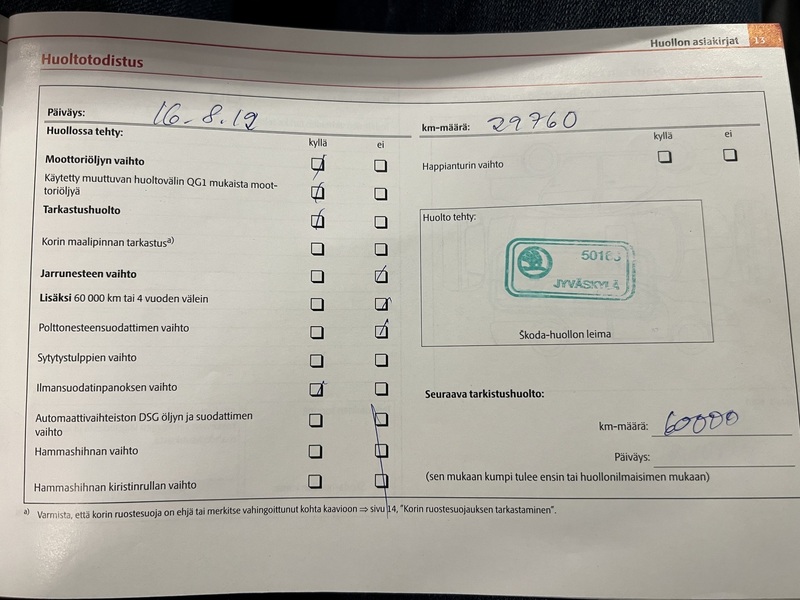 Huollon asiakirjat 13
Huoltotodistus
Päiväys: 16-8.12
Huollossa tehty:
kyllä ei
Moottoriöljyn vaihto
Käytetty muuttuvan huoltovälin QG1 mukaista moot-
toriöljyä
Tarkastushuolto
Korin maalipinnan tarkastus a)
Jarrunesteen vaihto
Lisäksi 60 000 km tai 4 vuoden välein
Polttonesteensuodattimen vaihto
Sytytystulppien vaihto
Ilmansuodatinpanoksen vaihto
Automaattivaihteiston DSG öljyn ja suodattimen
vaihto
Hammashihnan vaihto
Hammashihnan kiristinrullan vaihto
km-määrä: 29760
kyllä ei
Happianturin vaihto
Huolto tehty:
JYVÄSKYLÄ
Škoda-huollon leima
Seuraava tarkistushuolto:
km-määrä: 60000
Päiväys:
(sen mukaan kumpi tulee ensin tai huollonilmaisimen mukaan)
a) Varmista, että korin ruostesuoja on ehjä tai merkitse vahingoittunut kohta kaavioon ⇒ sivu 14, "Korin ruostesuojauksen tarkastaminen".